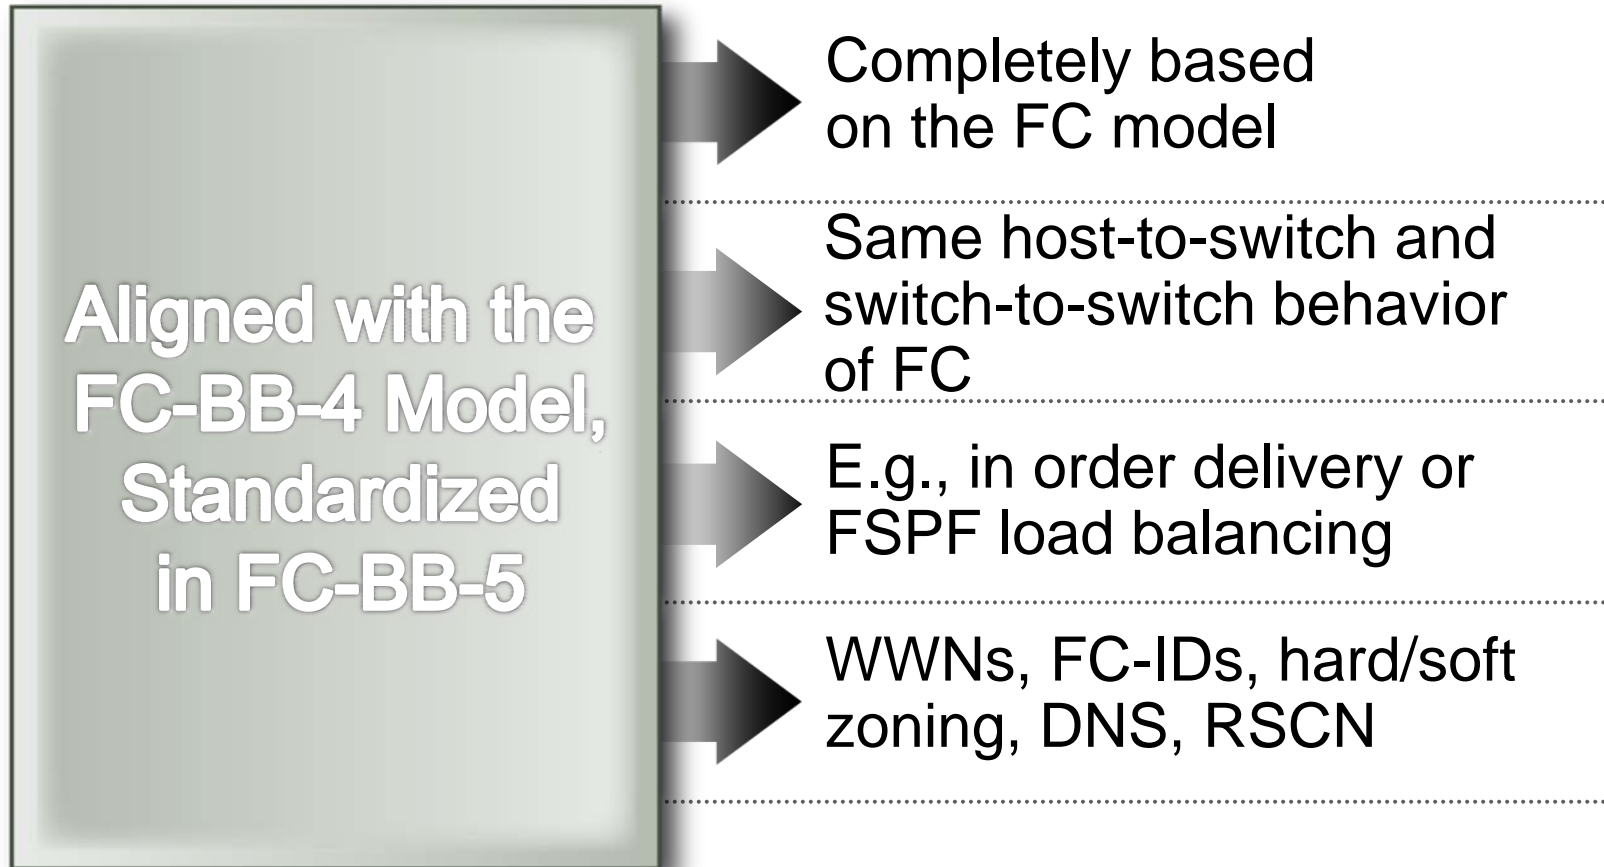 Aligned with the
FC-BB-4 Model,
Standardized
in FC-BB-5
Completely based
on the FC model
Same host-to-switch and
switch-to-switch behavior
of FC
E.g., in order delivery or
FSPF load balancing
WWNs, FC-IDs, hard/soft
zoning, DNS, RSCN